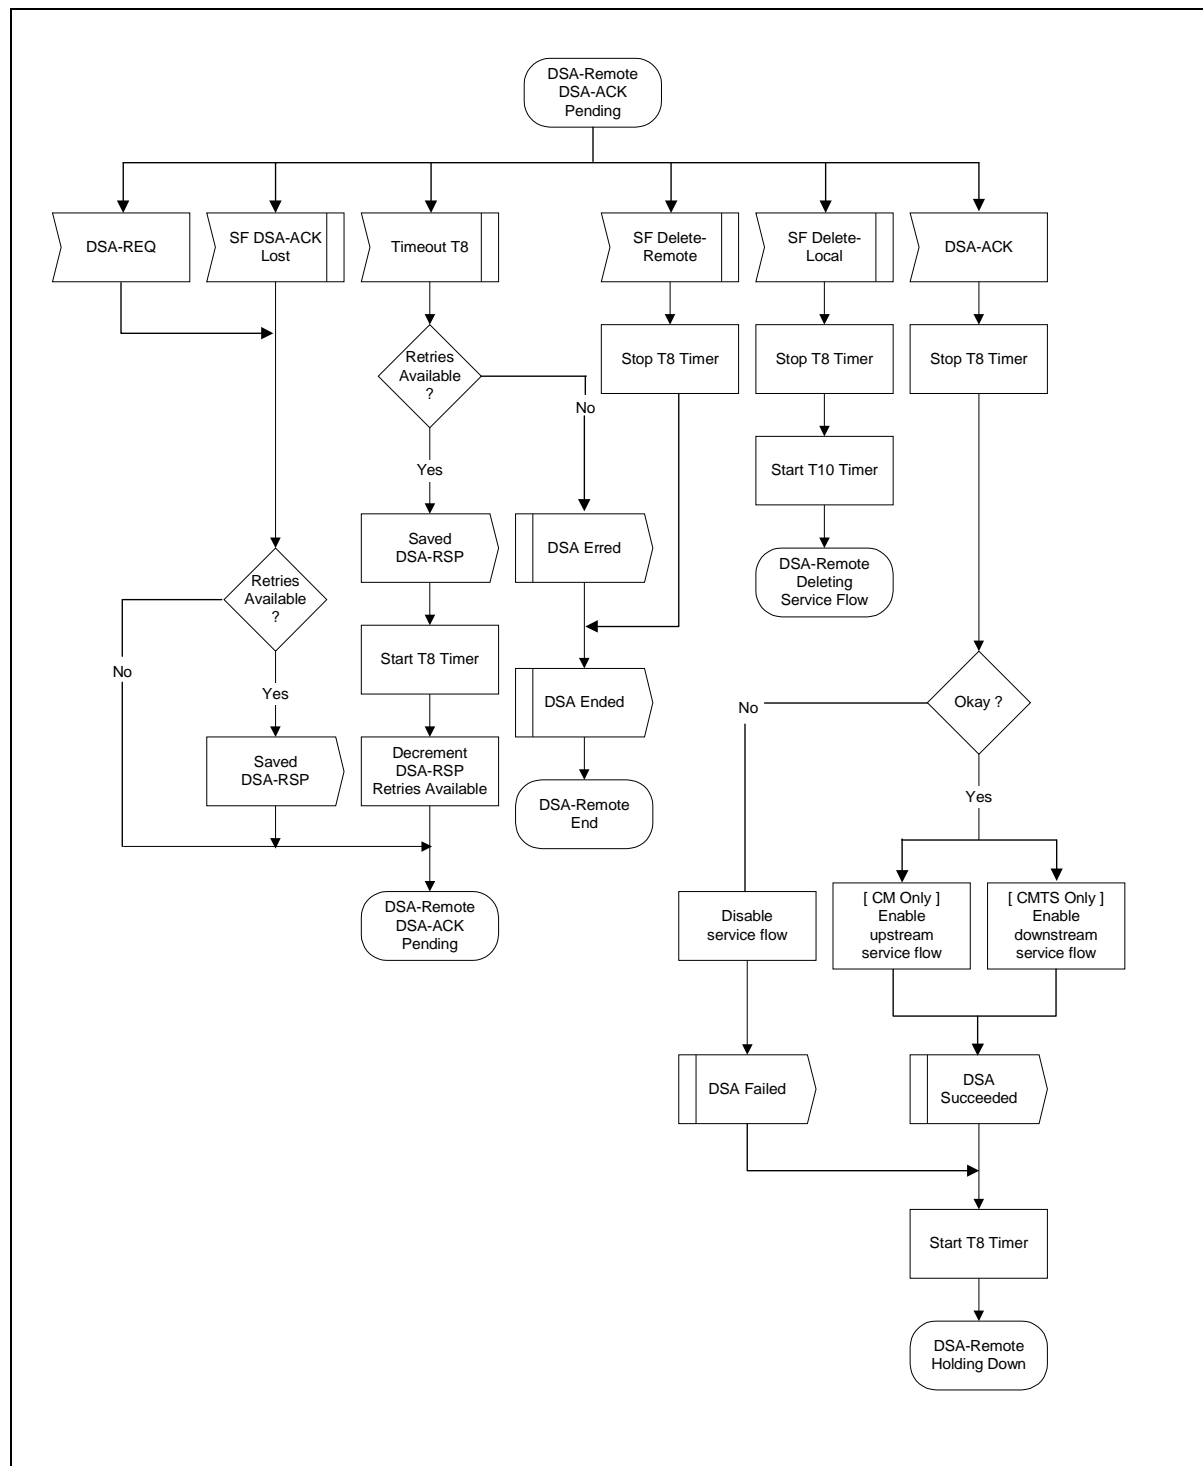 DSA-Remote
DSA-ACK
Pending
DSA-REQ
SF DSA-ACK
Lost
Timeout T8
SF Delete-
Remote
SF Delete-
Local
DSA-ACK
Retries
Available
?
Stop T8 Timer
Stop T8 Timer
Stop T8 Timer
No
Yes
Start T10 Timer
Saved
DSA-RSP
DSA Erred
DSA-Remote
Deleting
Service Flow
Retries
Available
?
Start T8 Timer
No
Yes
DSA Ended
Okay ?
No
Saved
DSA-RSP
Decrement
DSA-RSP
Retries Available
DSA-Remote
End
Yes
DSA-Remote
DSA-ACK
Pending
Disable
service flow
[ CM Only ]
Enable
upstream
service flow
[ CMTS Only ]
Enable
downstream
service flow
DSA Failed
DSA
Succeeded
Start T8 Timer
DSA-Remote
Holding Down